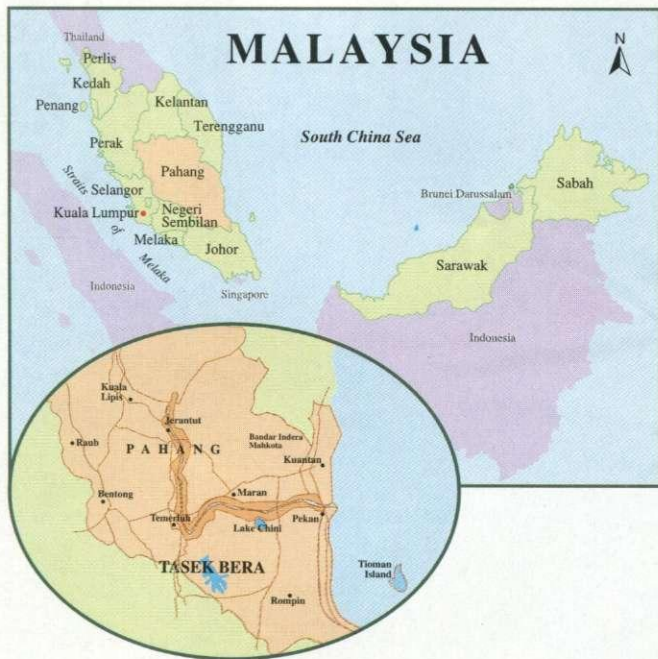 MALAYSIA
N
Thailand
Perlis
Kedah
Penang
Kelantan
Terengganu
Perak
Pahang
South China Sea
Straits of Melaka
Selangor
Kuala Lumpur
Negeri
Sembilan
Melaka
Johor
Singapore
Indonesia
Brunei Darussalam
Sabah
Sarawak
Indonesia
Kuala
Lipis
Jerantut
Raub
PAHANG
Bandar Indera
Mahkota
Kuantan
Bentong
Maran
Temerluh
Lake Chini
Pekan
TASEK BERA
Tioman
Island
Rompin